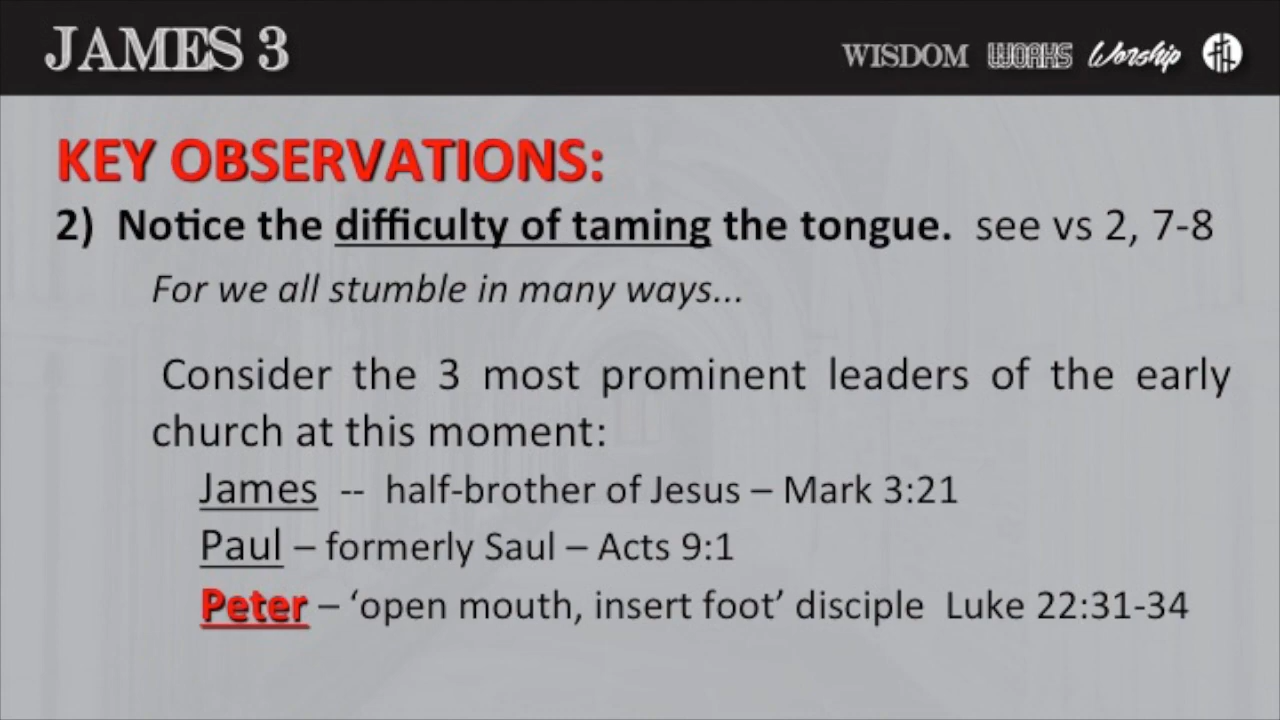 JAMES 3
WISDOM WORKS Worship
KEY OBSERVATIONS:
2) Notice the difficulty of taming the tongue. see vs 2, 7-8
For we all stumble in many ways...
Consider the 3 most prominent leaders of the early
church at this moment:
James -- half-brother of Jesus – Mark 3:21
Paul – formerly Saul – Acts 9:1
Peter – ‘open mouth, insert foot’ disciple Luke 22:31-34